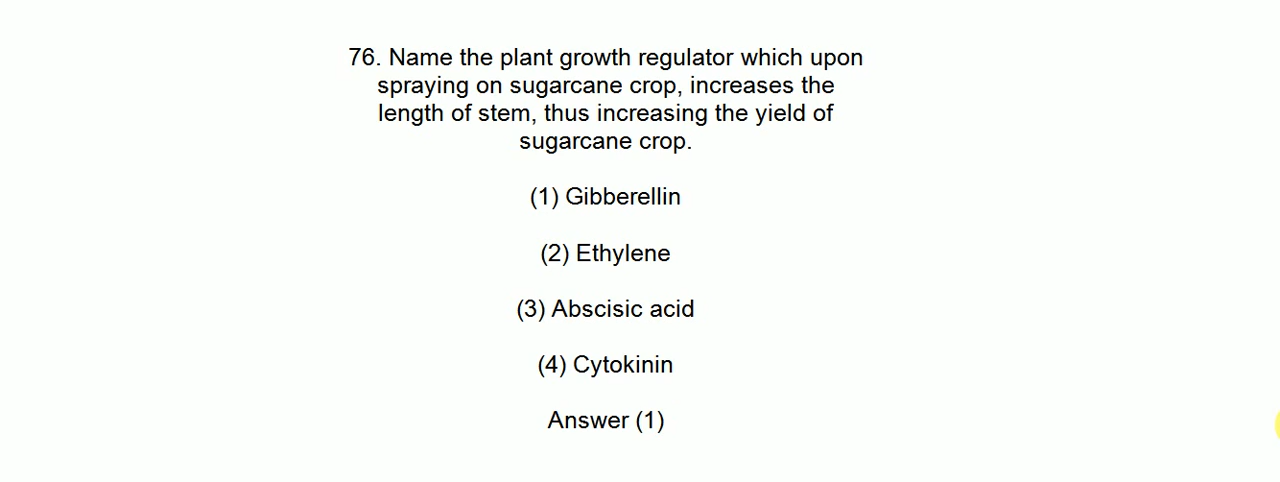 76. Name the plant growth regulator which upon
spraying on sugarcane crop, increases the
length of stem, thus increasing the yield of
sugarcane crop.
(1) Gibberellin
(2) Ethylene
(3) Abscisic acid
(4) Cytokinin
Answer (1)